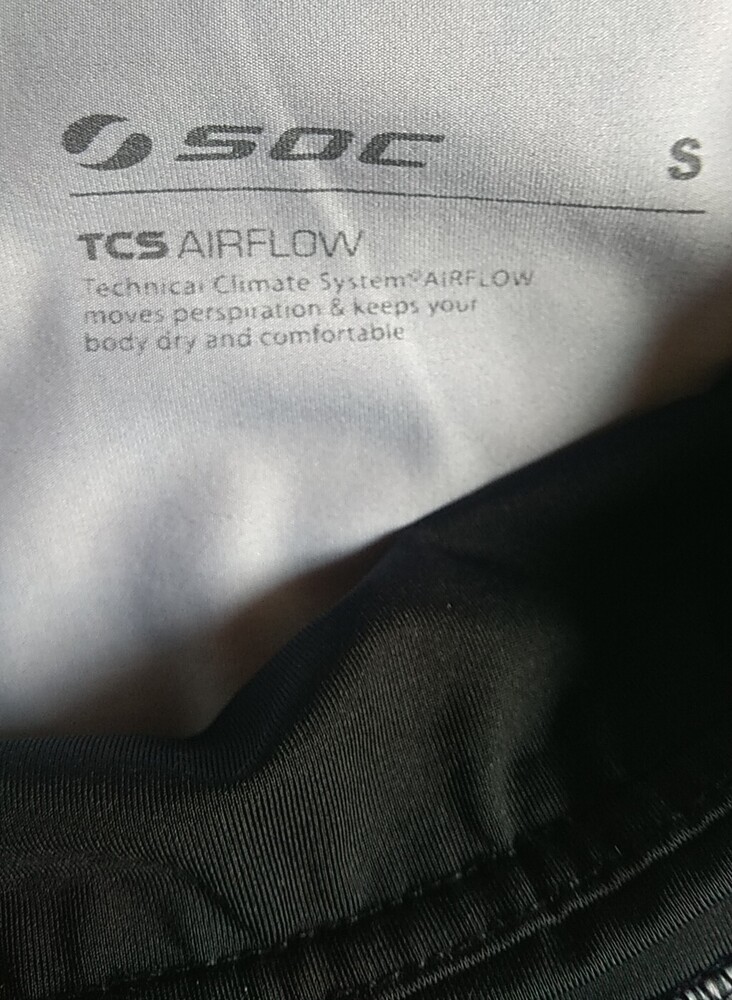 SOC S
TCS AIRFLOW
Technical Climate System® AIRFLOW
moves perspiration & keeps your
body dry and comfortable